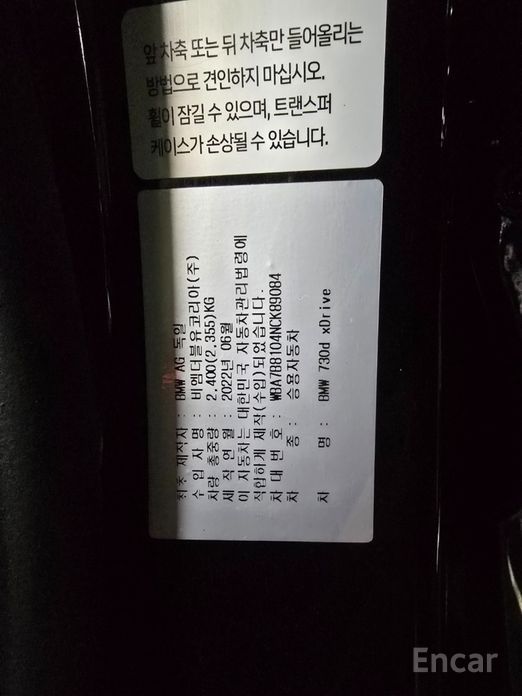 앞 차축 또는 뒤 차축만 들어올리는
방법으로 견인하지 마십시오.
휠이 잠길 수 있으며, 트랜스퍼
케이스가 손상될 수 있습니다.
최초 제작자 : BMW AG 독일
수 입 자 명 : 비엠더블유코리아(주)
차량 총중량 : 2,400(2,355)KG
제 작 연 월 : 2022년 06월
이 자동차는 대한민국 자동차관리법령에
적합하게 제작(수입)되었습니다.
차 대 번 호 : WBA7B8104NCK89084
차 종 : 승용자동차
차 명 : BMW 730d xDrive
Encar